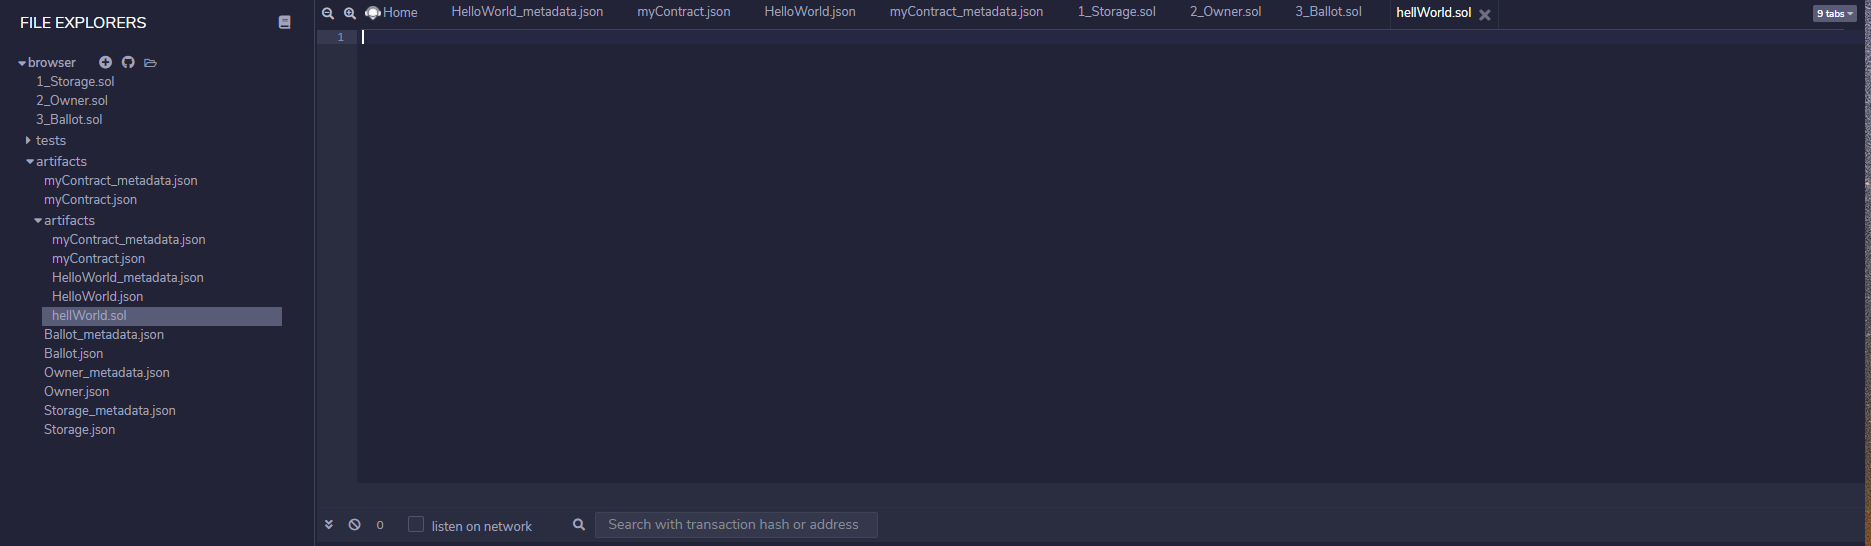 FILE EXPLORERS
browser
1_Storage.sol
2_Owner.sol
3_Ballot.sol
tests
artifacts
myContract_metadata.json
myContract.json
artifacts
myContract_metadata.json
myContract.json
HelloWorld_metadata.json
HelloWorld.json
hellWorld.sol
Ballot_metadata.json
Ballot.json
Owner_metadata.json
Owner.json
Storage_metadata.json
Storage.json
Home HelloWorld_metadata.json myContract.json HelloWorld.json myContract_metadata.json 1_Storage.sol 2_Owner.sol 3_Ballot.sol hellWorld.sol 9 tabs
1
0 listen on network Search with transaction hash or address